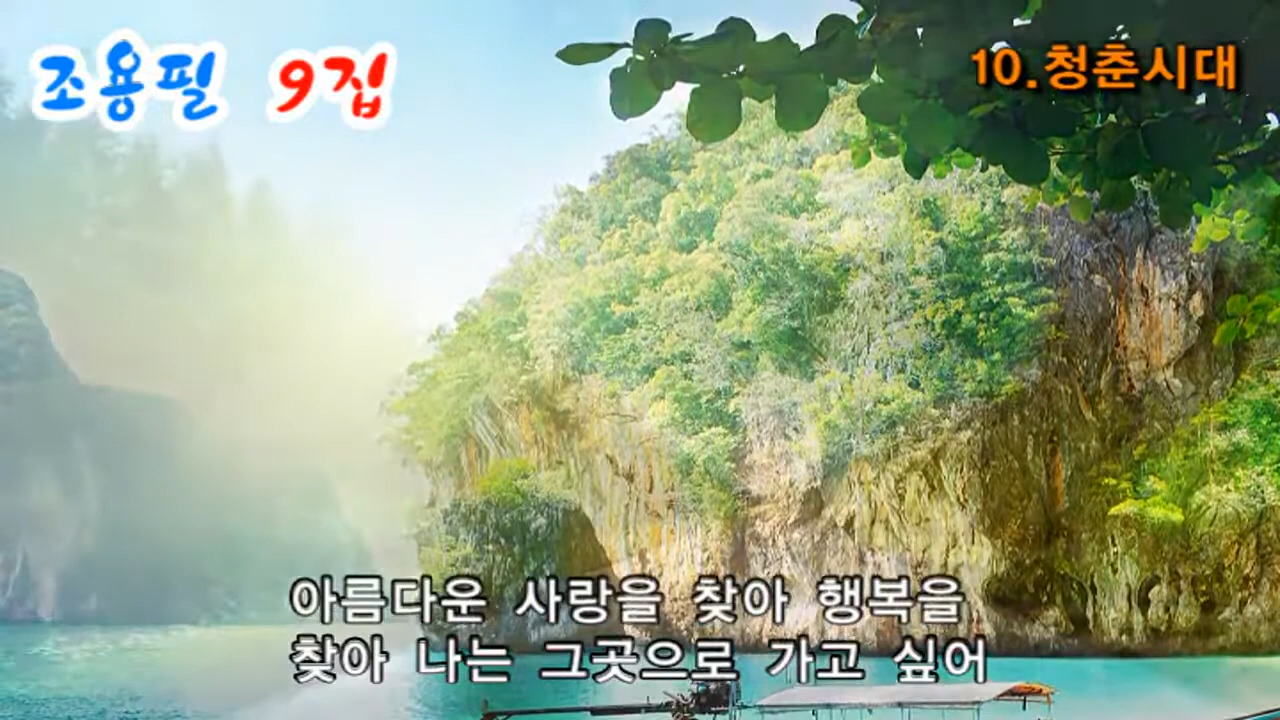 조용필 9집
10.청춘시대
아름다운 사랑을 찾아 행복을
찾아 나는 그곳으로 가고 싶어